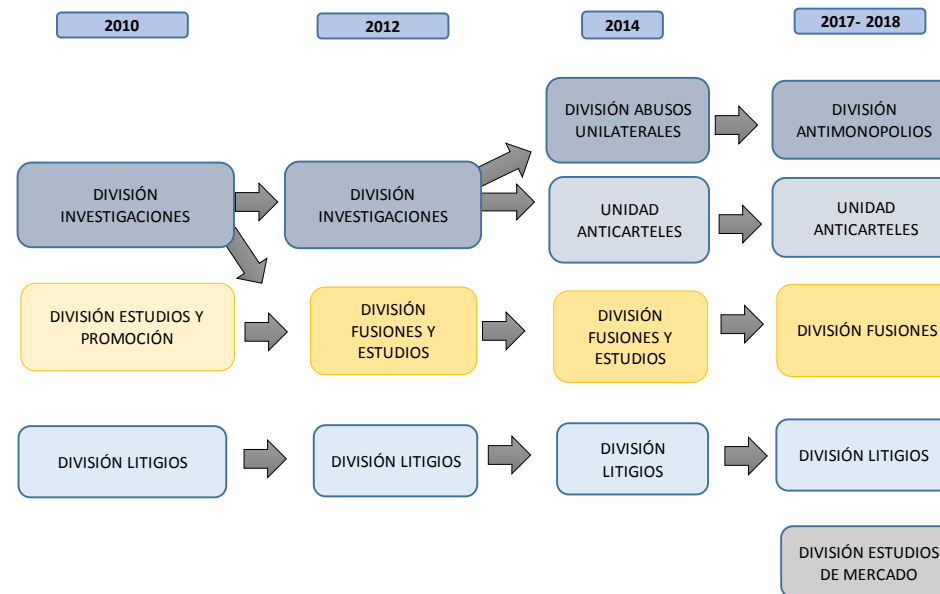 2010
2012
2014
2017- 2018
DIVISIÓN ABUSOS
UNILATERALES
DIVISIÓN
ANTIMONOPOLIOS
DIVISIÓN
INVESTIGACIONES
DIVISIÓN
INVESTIGACIONES
UNIDAD
ANTICARTELES
UNIDAD
ANTICARTELES
DIVISIÓN ESTUDIOS Y
PROMOCIÓN
DIVISIÓN
FUSIONES Y
ESTUDIOS
DIVISIÓN
FUSIONES Y
ESTUDIOS
DIVISIÓN FUSIONES
DIVISIÓN LITIGIOS
DIVISIÓN LITIGIOS
DIVISIÓN
LITIGIOS
DIVISIÓN LITIGIOS
DIVISIÓN ESTUDIOS
DE MERCADO